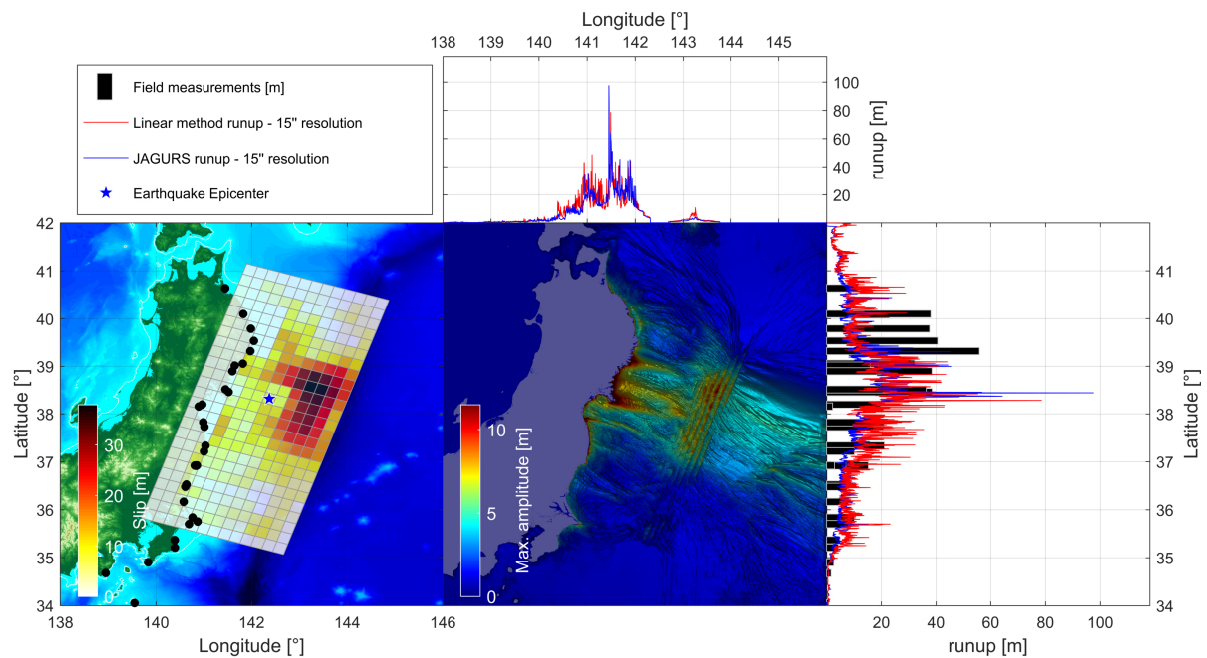 Longitude [°]
138 139 140 141 142 143 144 145
Field measurements [m]
Linear method runup - 15" resolution
JAGURS runup - 15" resolution
Earthquake Epicenter
100
80
60
40
20
runup [m]
42
41
40
39
38
37
36
35
34
Latitude [°]
30
20
10
0
Slip [m]
138 140 142 144 146
Longitude [°]
10
5
0
Max. amplitude [m]
41
40
39
38
37
36
35
34
Latitude [°]
20 40 60 80 100
runup [m]